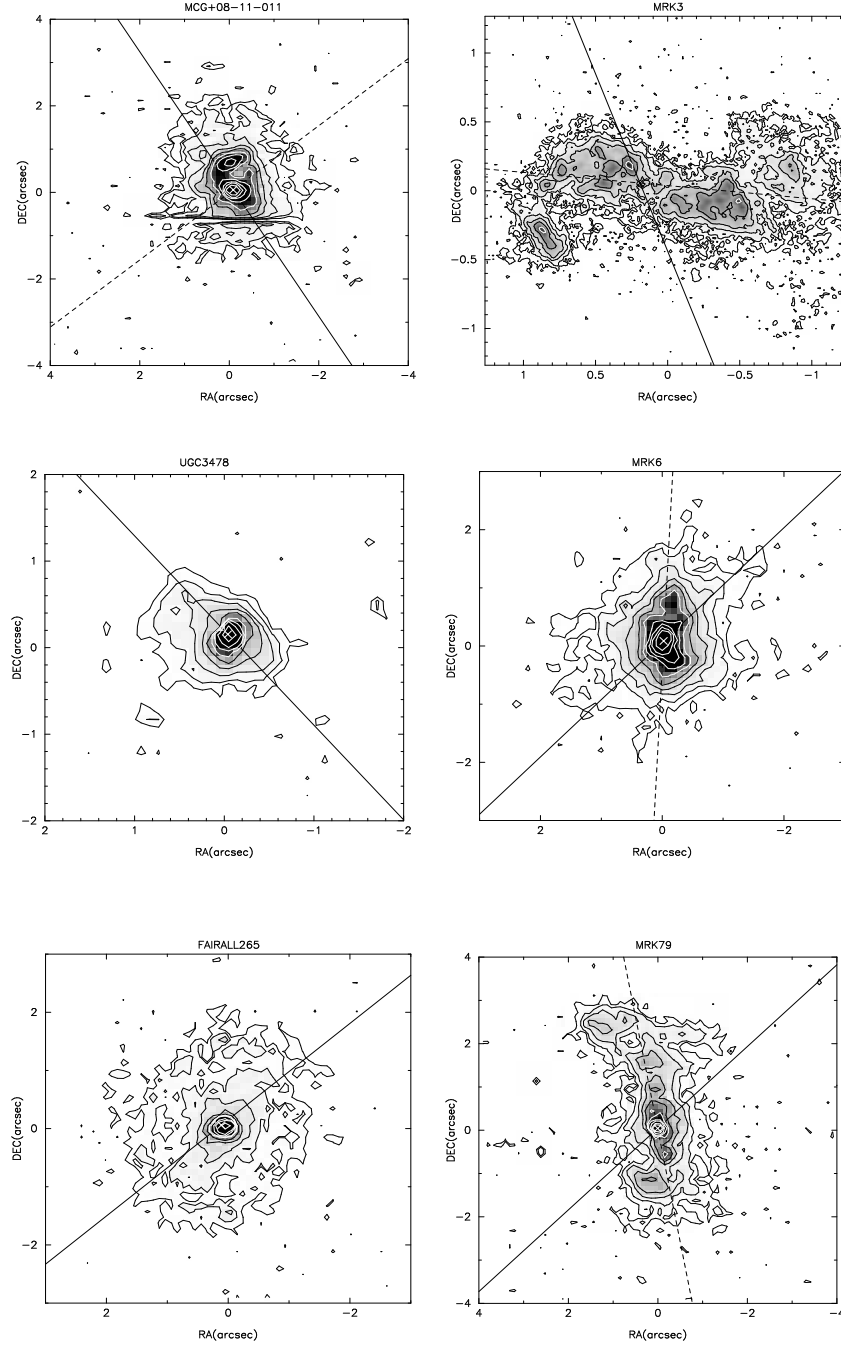 MCG+08-11-011
4
2
0
−2
−4
DEC(arcsec)
4
2
0
−2
−4
RA(arcsec)
MRK3
1
0.5
0
−0.5
−1
DEC(arcsec)
1
0.5
0
−0.5
−1
RA(arcsec)
UGC3478
2
1
0
−1
−2
DEC(arcsec)
2
1
0
−1
−2
RA(arcsec)
MRK6
2
0
−2
DEC(arcsec)
2
0
−2
RA(arcsec)
FAIRALL265
2
0
−2
DEC(arcsec)
2
0
−2
RA(arcsec)
MRK79
4
2
0
−2
−4
DEC(arcsec)
4
2
0
−2
−4
RA(arcsec)